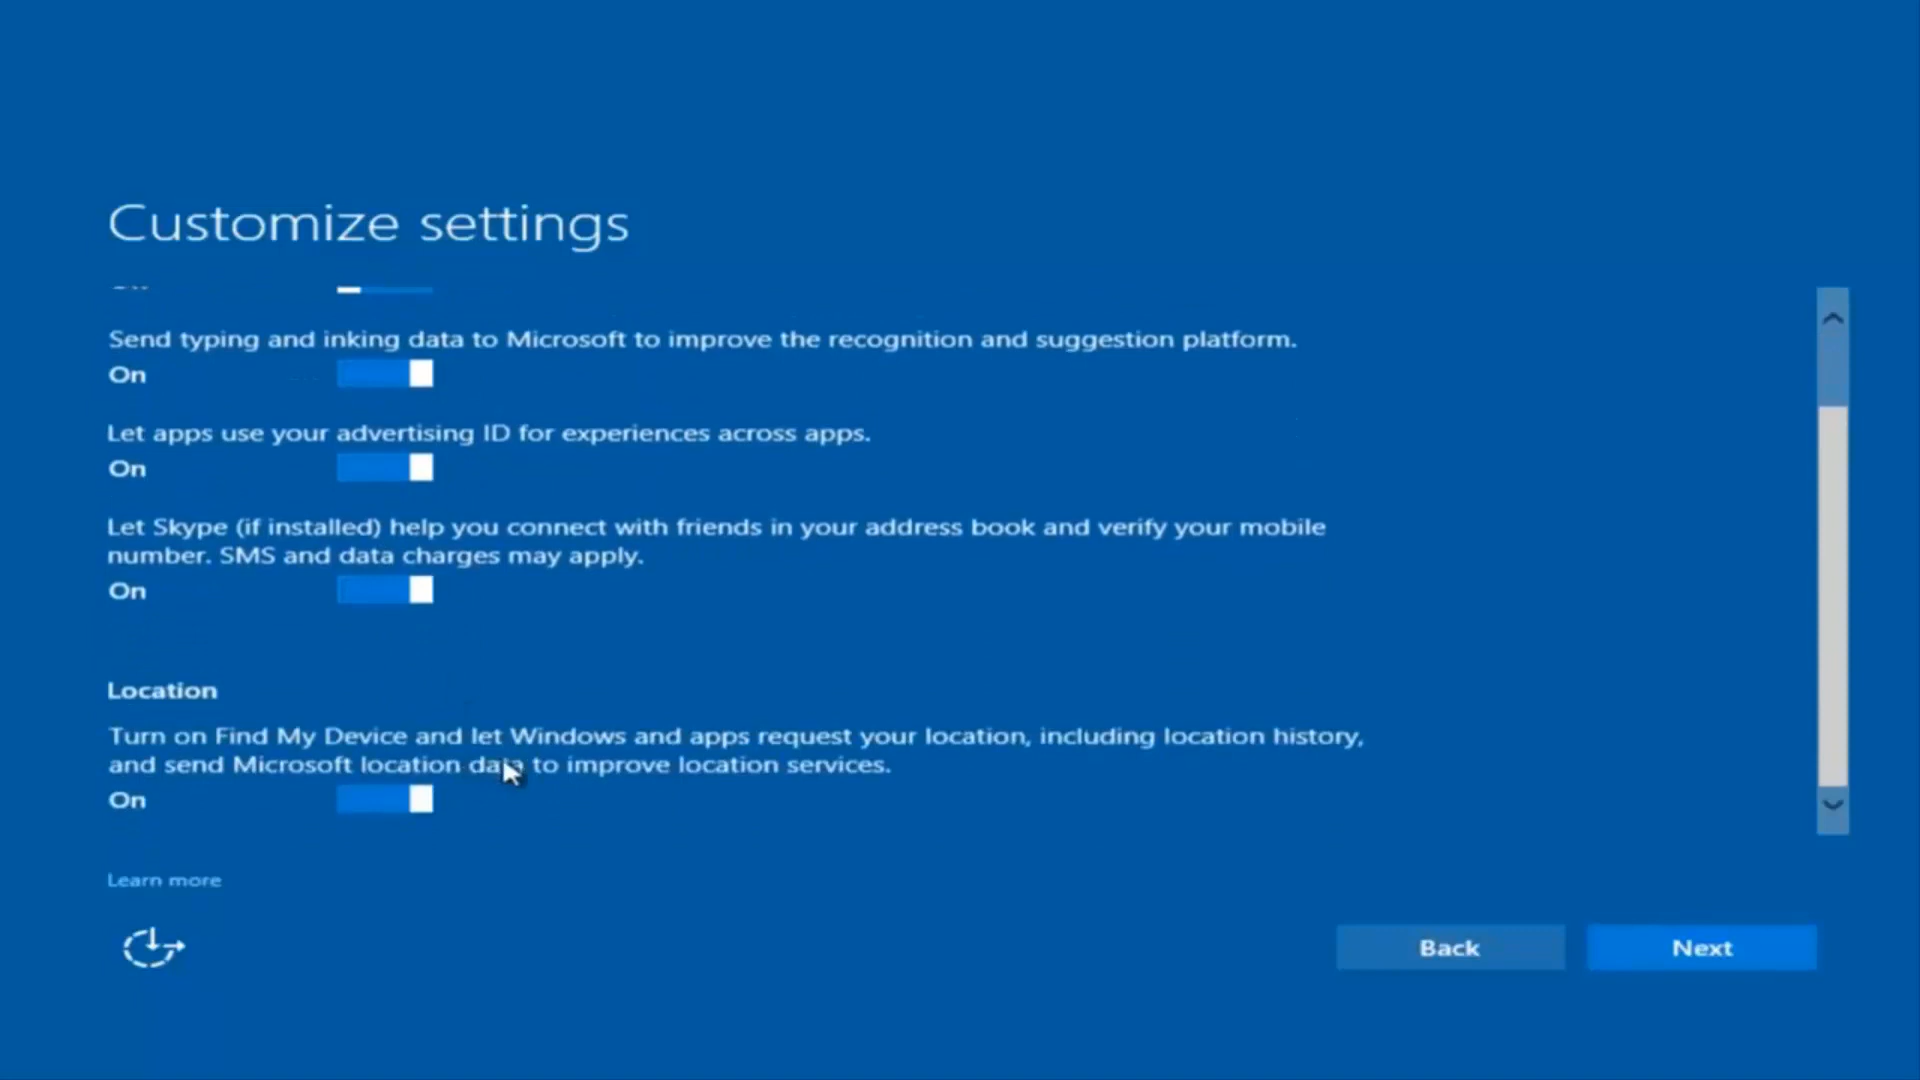 Customize settings
Send typing and inking data to Microsoft to improve the recognition and suggestion platform.
On
Let apps use your advertising ID for experiences across apps.
On
Let Skype (if installed) help you connect with friends in your address book and verify your mobile
number. SMS and data charges may apply.
On
Location
Turn on Find My Device and let Windows and apps request your location, including location history,
and send Microsoft location data to improve location services.
On
Learn more
Back
Next